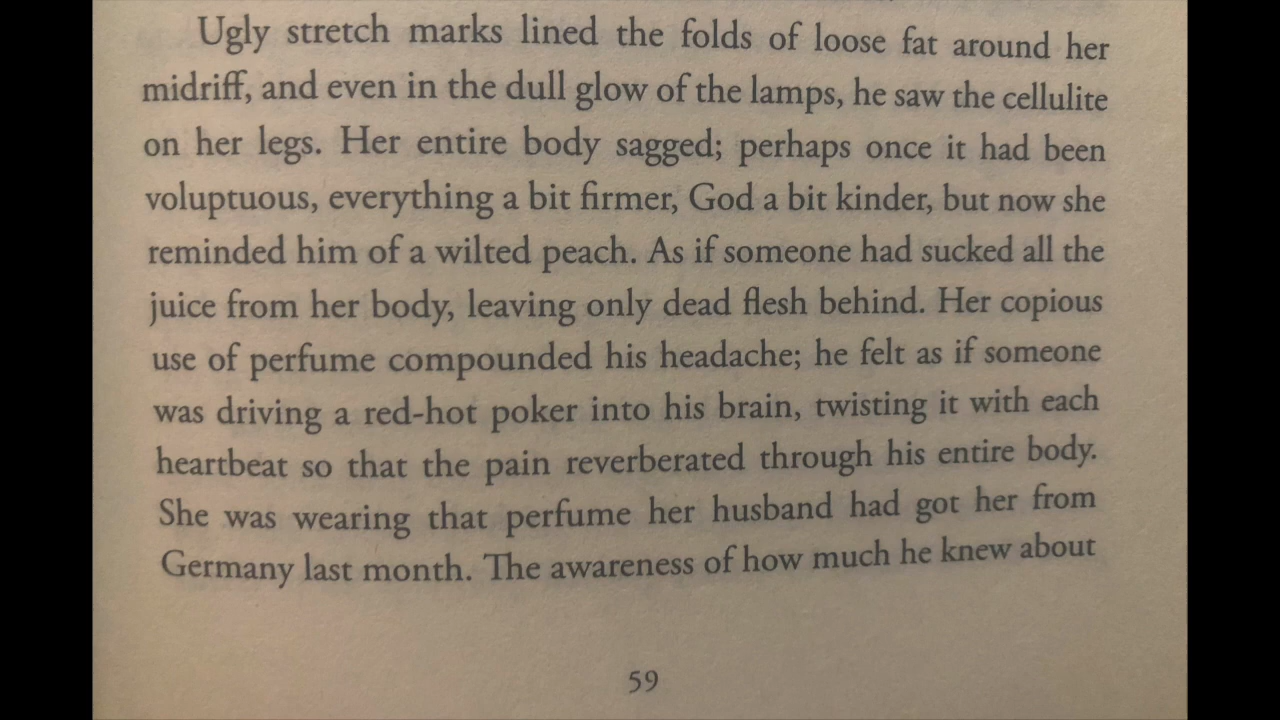 Ugly stretch marks lined the folds of loose fat around her
midriff, and even in the dull glow of the lamps, he saw the cellulite
on her legs. Her entire body sagged; perhaps once it had been
voluptuous, everything a bit firmer, God a bit kinder, but now she
reminded him of a wilted peach. As if someone had sucked all the
juice from her body, leaving only dead flesh behind. Her copious
use of perfume compounded his headache; he felt as if someone
was driving a red-hot poker into his brain, twisting it with each
heartbeat so that the pain reverberated through his entire body.
She was wearing that perfume her husband had got her from
Germany last month. The awareness of how much he knew about
59